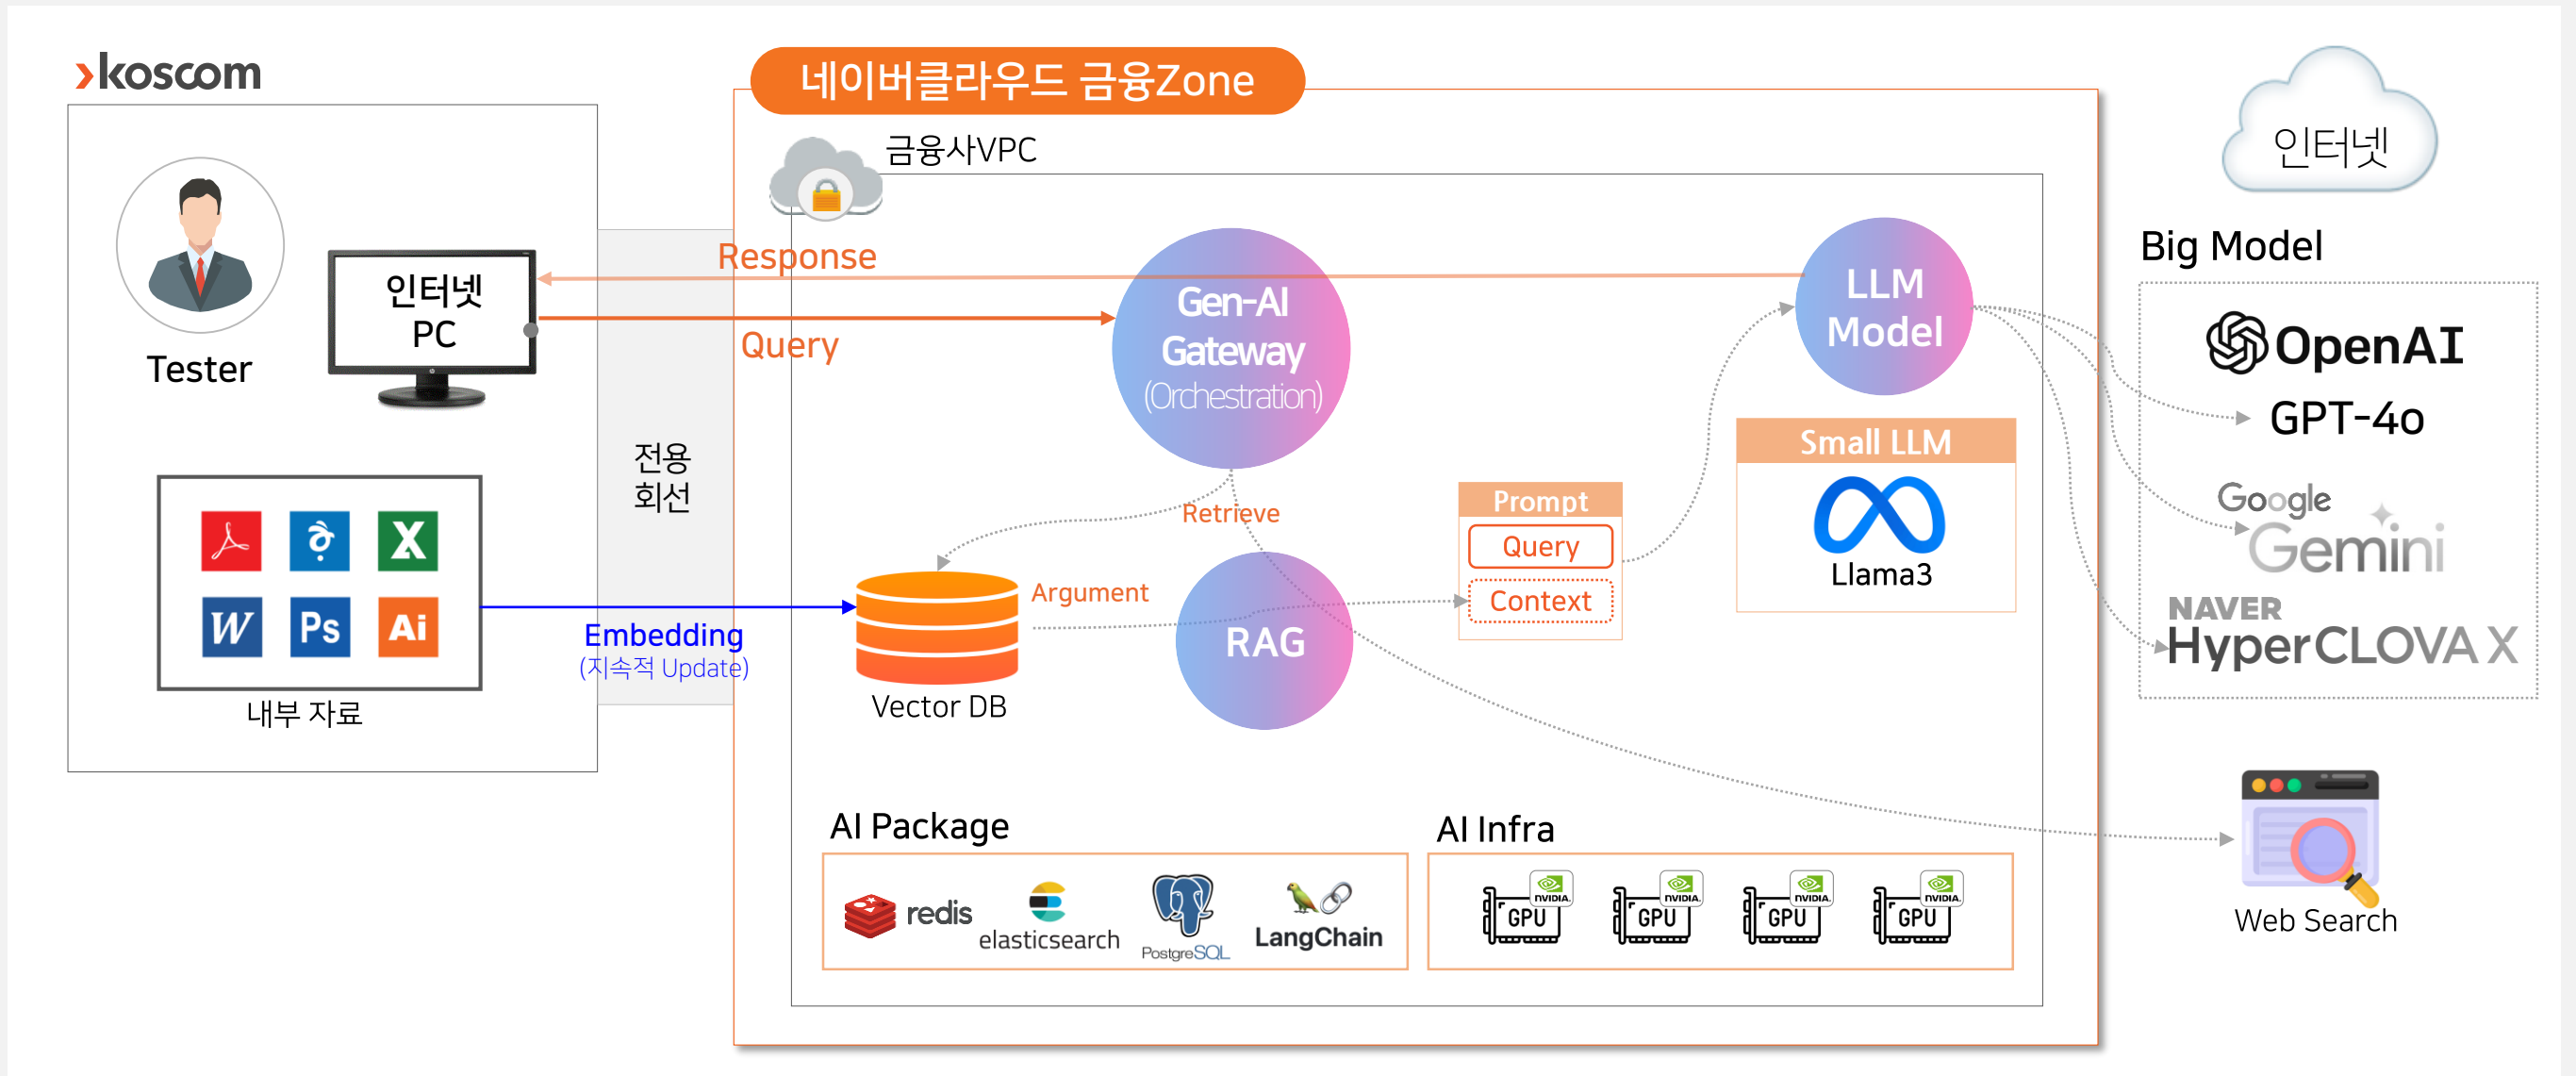 koscom
인터넷
PC
Tester
내부 자료
전용
회선
네이버클라우드 금융Zone
금융사VPC
Response
Query
Embedding
(지속적 Update)
Gen-AI
Gateway
(Orchestration)
Retrieve
Argument
Vector DB
RAG
Prompt
Query
Context
LLM
Model
Small LLM
Llama3
AI Package
redis
elasticsearch
PostgreSQL
LangChain
AI Infra
NVIDIA.
GPU
NVIDIA.
GPU
NVIDIA.
GPU
NVIDIA.
GPU
인터넷
Big Model
OpenAI
GPT-4o
Google
Gemini
NAVER
HyperCLOVA X
Web Search
W
Ps
Ai
X